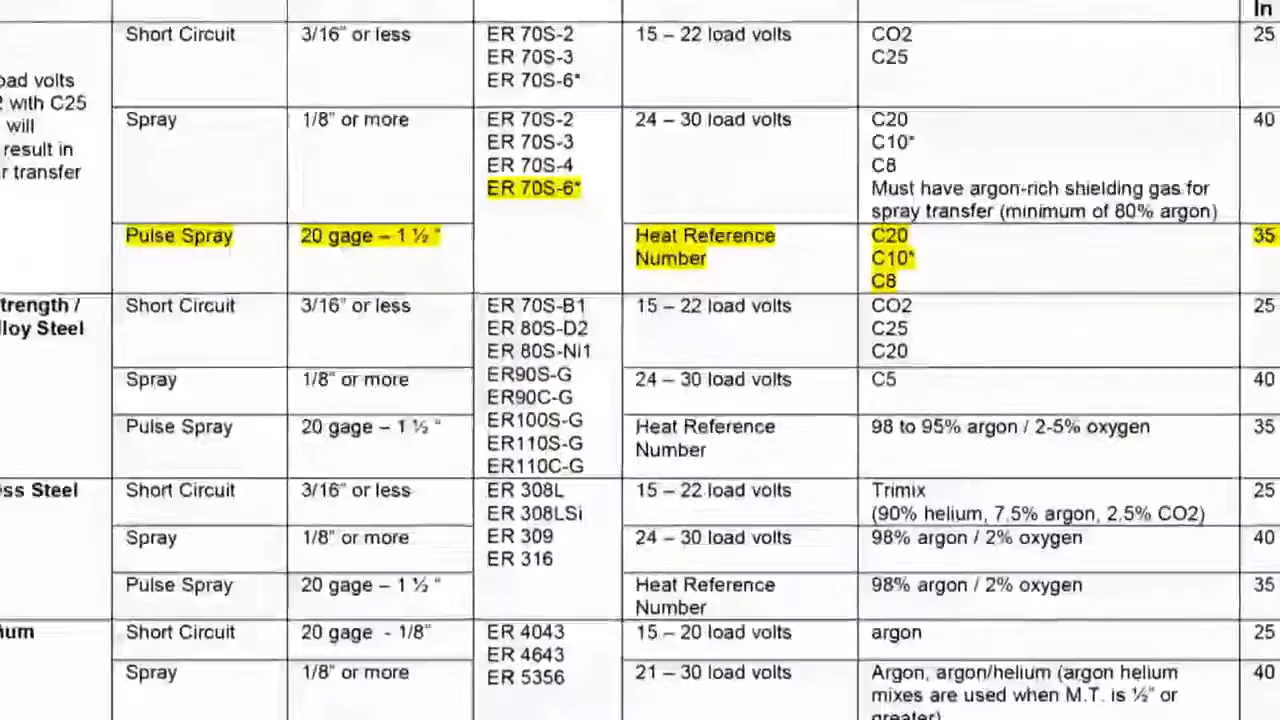 In
Short Circuit 3/16" or less ER 70S-2 15 – 22 load volts CO2 25
ER 70S-3 C25
oad volts ER 70S-6*
2 with C25
will Spray 1/8" or more ER 70S-2 24 – 30 load volts C20 40
result in ER 70S-3 C10*
r transfer ER 70S-4 C8
ER 70S-6* Must have argon-rich shielding gas for
spray transfer (minimum of 80% argon)
Pulse Spray 20 gage – 1 ½ " Heat Reference C20 35
Number C10*
C8
trength / Short Circuit 3/16" or less ER 70S-B1 15 – 22 load volts CO2 25
lloy Steel ER 80S-D2 C25
ER 80S-Ni1 C20
Spray 1/8" or more ER90S-G 24 – 30 load volts C5 40
ER90C-G
Pulse Spray 20 gage – 1 ½ " ER100S-G Heat Reference 98 to 95% argon / 2-5% oxygen 35
ER110S-G Number
ER110C-G
ess Steel Short Circuit 3/16" or less ER 308L 15 – 22 load volts Trimix 25
ER 308LSi (90% helium, 7.5% argon, 2.5% CO2)
Spray 1/8" or more ER 309 24 – 30 load volts 98% argon / 2% oxygen 40
ER 316
Pulse Spray 20 gage – 1 ½ " Heat Reference 98% argon / 2% oxygen 35
Number
num Short Circuit 20 gage - 1/8" ER 4043 15 – 20 load volts argon 25
ER 4643
Spray 1/8" or more ER 5356 21 – 30 load volts Argon, argon/helium (argon helium 40
mixes are used when M.T. is ½" or
greater)